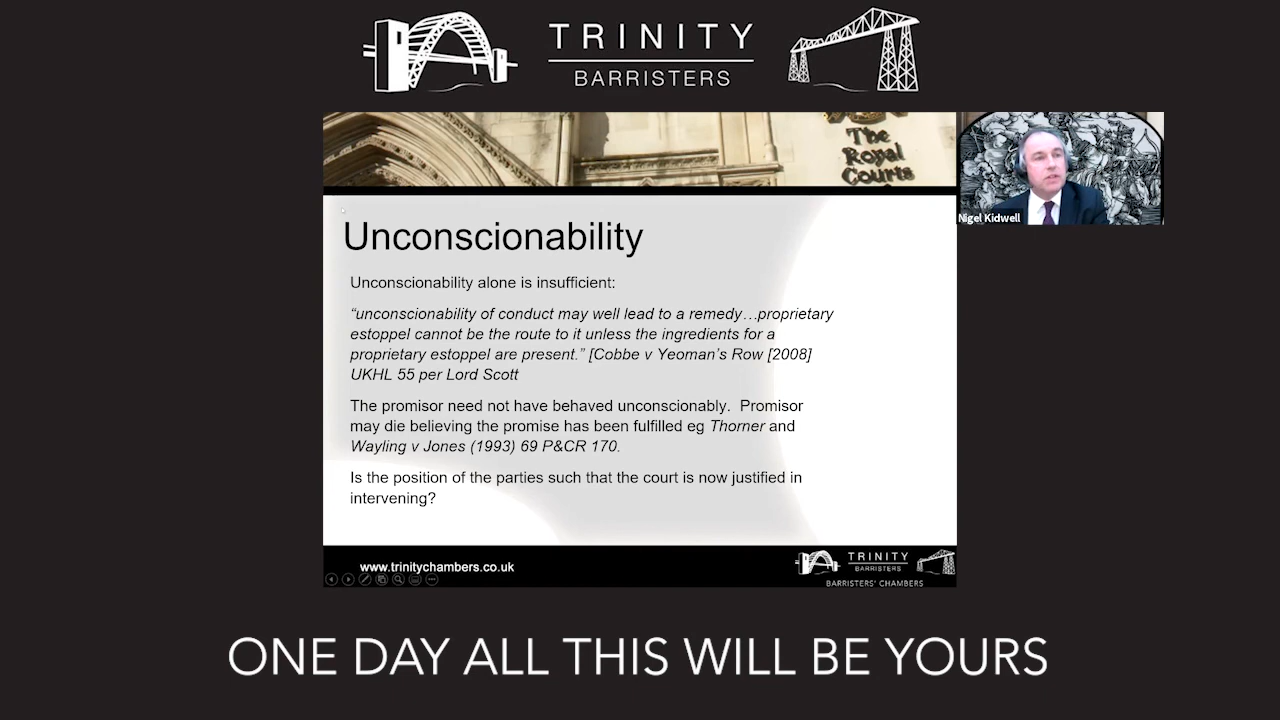 TRINITY
BARRISTERS
The
Royal
Courts
Nigel Kidwell
Unconscionability
Unconscionability alone is insufficient:
“unconscionability of conduct may well lead to a remedy…proprietary
estoppel cannot be the route to it unless the ingredients for a
proprietary estoppel are present.” [Cobbe v Yeoman’s Row [2008]
UKHL 55 per Lord Scott
The promisor need not have behaved unconscionably.  Promisor
may die believing the promise has been fulfilled eg Thorner and
Wayling v Jones (1993) 69 P&CR 170.
Is the position of the parties such that the court is now justified in
intervening?
www.trinitychambers.co.uk
TRINITY
BARRISTERS
BARRISTERS' CHAMBERS
ONE DAY ALL THIS WILL BE YOURS